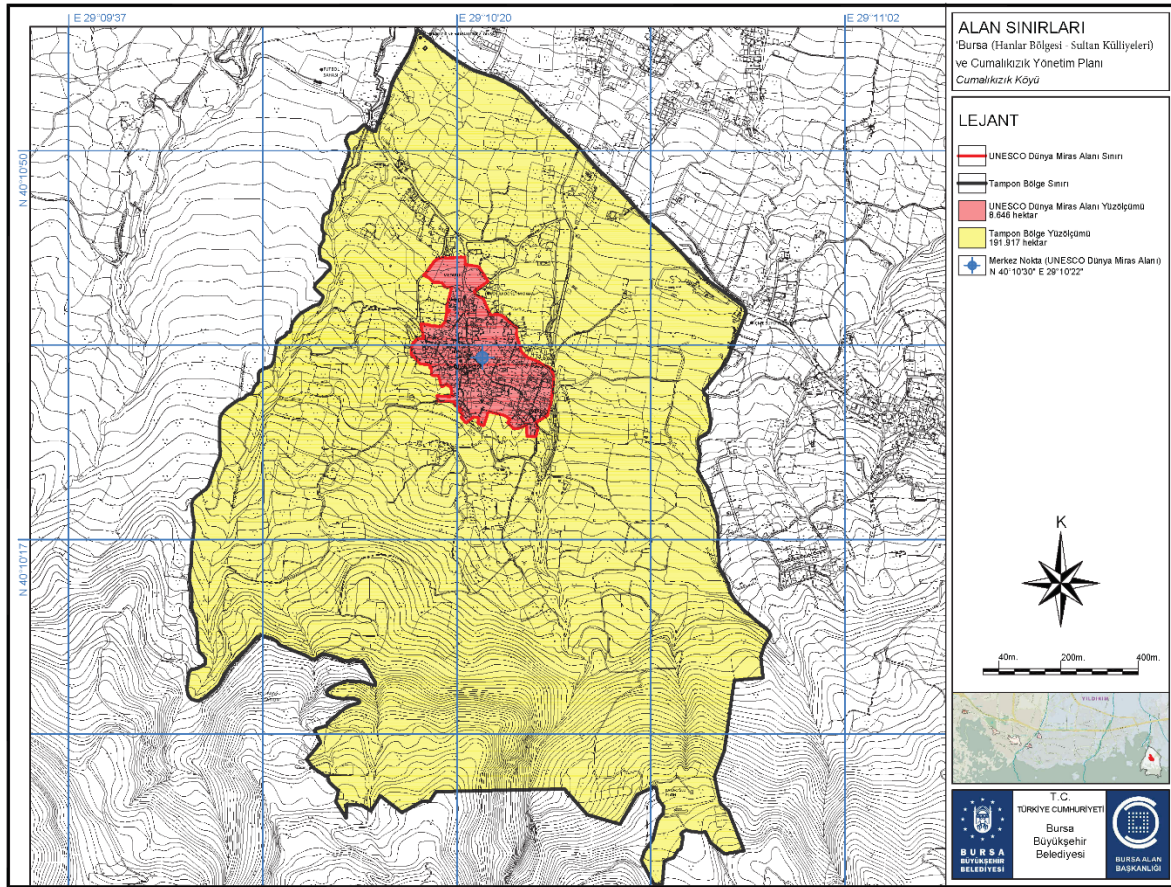 E 29°09'37
E 29°10'20
E 29°11'02
N 40°10'50
N 40°10'17
ALAN SINIRLARI
'Bursa (Hanlar Bölgesi - Sultan Külliyeleri)
ve Cumalıkızık Yönetim Planı
Cumalıkızık Köyü
LEJANT
UNESCO Dünya Miras Alanı Sınırı
Tampon Bölge Sınırı
UNESCO Dünya Miras Alanı Yüzölçümü
8.646 hektar
Tampon Bölge Yüzölçümü
191.917 hektar
Merkez Nokta (UNESCO Dünya Miras Alanı)
N 40°10'30" E 29°10'22"
K
40m. 200m. 400m.
YILDIRIM
BURSA
BÜYÜKŞEHİR
BELEDİYESİ
T.C.
TÜRKİYE CUMHURİYETİ
Bursa
Büyükşehir
Belediyesi
BURSA ALAN
BAŞKANLIĞI